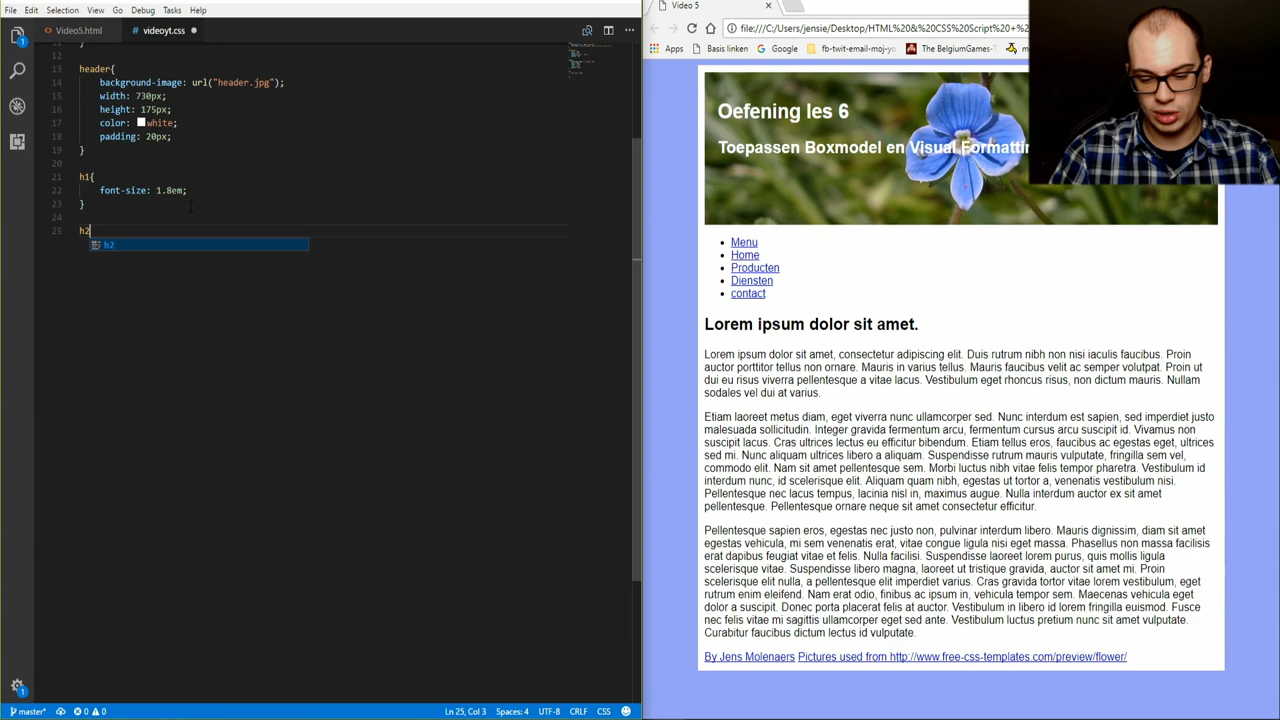 File Edit Selection View Go Debug Tasks Help
Video5.html videoyt.css
12
13 header{
14 background-image: url("header.jpg");
15 width: 730px;
16 height: 175px;
17 color: white;
18 padding: 20px;
19 }
20
21 h1{
22 font-size: 1.8em;
23 }
24
25 h2
h2
1
1
master* 0 0 Ln 25, Col 3 Spaces: 4 UTF-8 CRLF CSS
Video 5
file:///C:/Users/jensie/Desktop/HTML%20&%20CSS%20Script+%
Apps Basis linken Google fb-twit-email-moj-yo The BelgiumGames-T m
Oefening les 6
Toepassen Boxmodel en Visual Formattin
Menu
Home
Producten
Diensten
contact
Lorem ipsum dolor sit amet.
Lorem ipsum dolor sit amet, consectetur adipiscing elit. Duis rutrum nibh non nisi iaculis faucibus. Proin
auctor porttitor tellus non ornare. Mauris in varius tellus. Mauris faucibus velit ac semper volutpat. Proin ut
dui eu risus viverra pellentesque a vitae lacus. Vestibulum eget rhoncus risus, non dictum mauris. Nullam
sodales vel dui at varius.
Etiam laoreet metus diam, eget viverra nunc ullamcorper sed. Nunc interdum est sapien, sed imperdiet justo
malesuada sollicitudin. Integer gravida fermentum arcu, fermentum cursus arcu suscipit id. Vivamus non
suscipit lacus. Cras ultrices lectus eu efficitur bibendum. Etiam tellus eros, faucibus ac egestas eget, ultrices
sed mi. Nunc aliquam ultrices libero a aliquam. Suspendisse rutrum mauris vulputate, fringilla sem vel,
commodo elit. Nam sit amet pellentesque sem. Morbi luctus nibh vitae felis tempor pharetra. Vestibulum id
interdum nunc, id scelerisque elit. Aliquam quam nibh, egestas ut tortor a, venenatis vestibulum nisi.
Pellentesque nec lacus tempus, lacinia nisl in, maximus augue. Nulla interdum auctor ex sit amet
pellentesque. Pellentesque ornare neque sit amet consectetur efficitur.
Pellentesque sapien eros, egestas nec justo non, pulvinar interdum libero. Mauris dignissim, diam sit amet
egestas vehicula, mi sem venenatis erat, vitae congue ligula nisi eget massa. Phasellus non massa facilisis
erat dapibus feugiat vitae et felis. Nulla facilisi. Suspendisse laoreet lorem purus, quis mollis ligula
scelerisque vitae. Suspendisse libero magna, laoreet ut tristique gravida, auctor sit amet mi. Proin
scelerisque elit nulla, a pellentesque elit imperdiet varius. Cras gravida tortor vitae lorem vestibulum, eget
rutrum enim eleifend. Nam erat odio, finibus ac ipsum in, vehicula tempor sem. Maecenas vehicula eget
dolor a suscipit. Donec porta placerat felis at auctor. Vestibulum in libero id lorem fringilla euismod. Fusce
nec felis vitae mi sagittis ullamcorper eget sed ante. Vestibulum luctus pretium nunc sit amet vulputate.
Curabitur faucibus dictum lectus id vulputate.
By Jens Molenaers Pictures used from http://www.free-css-templates.com/preview/flower/